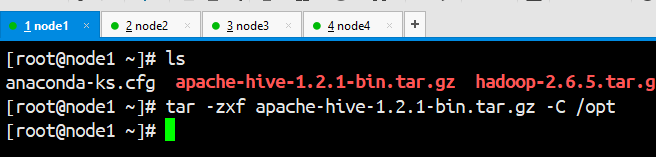 1 node1 × 2 node2 × 3 node3 × 4 node4 × +
[root@node1 ~]# ls
anaconda-ks.cfg apache-hive-1.2.1-bin.tar.gz hadoop-2.6.5.tar.g
[root@node1 ~]# tar -zxf apache-hive-1.2.1-bin.tar.gz -C /opt
[root@node1 ~]#